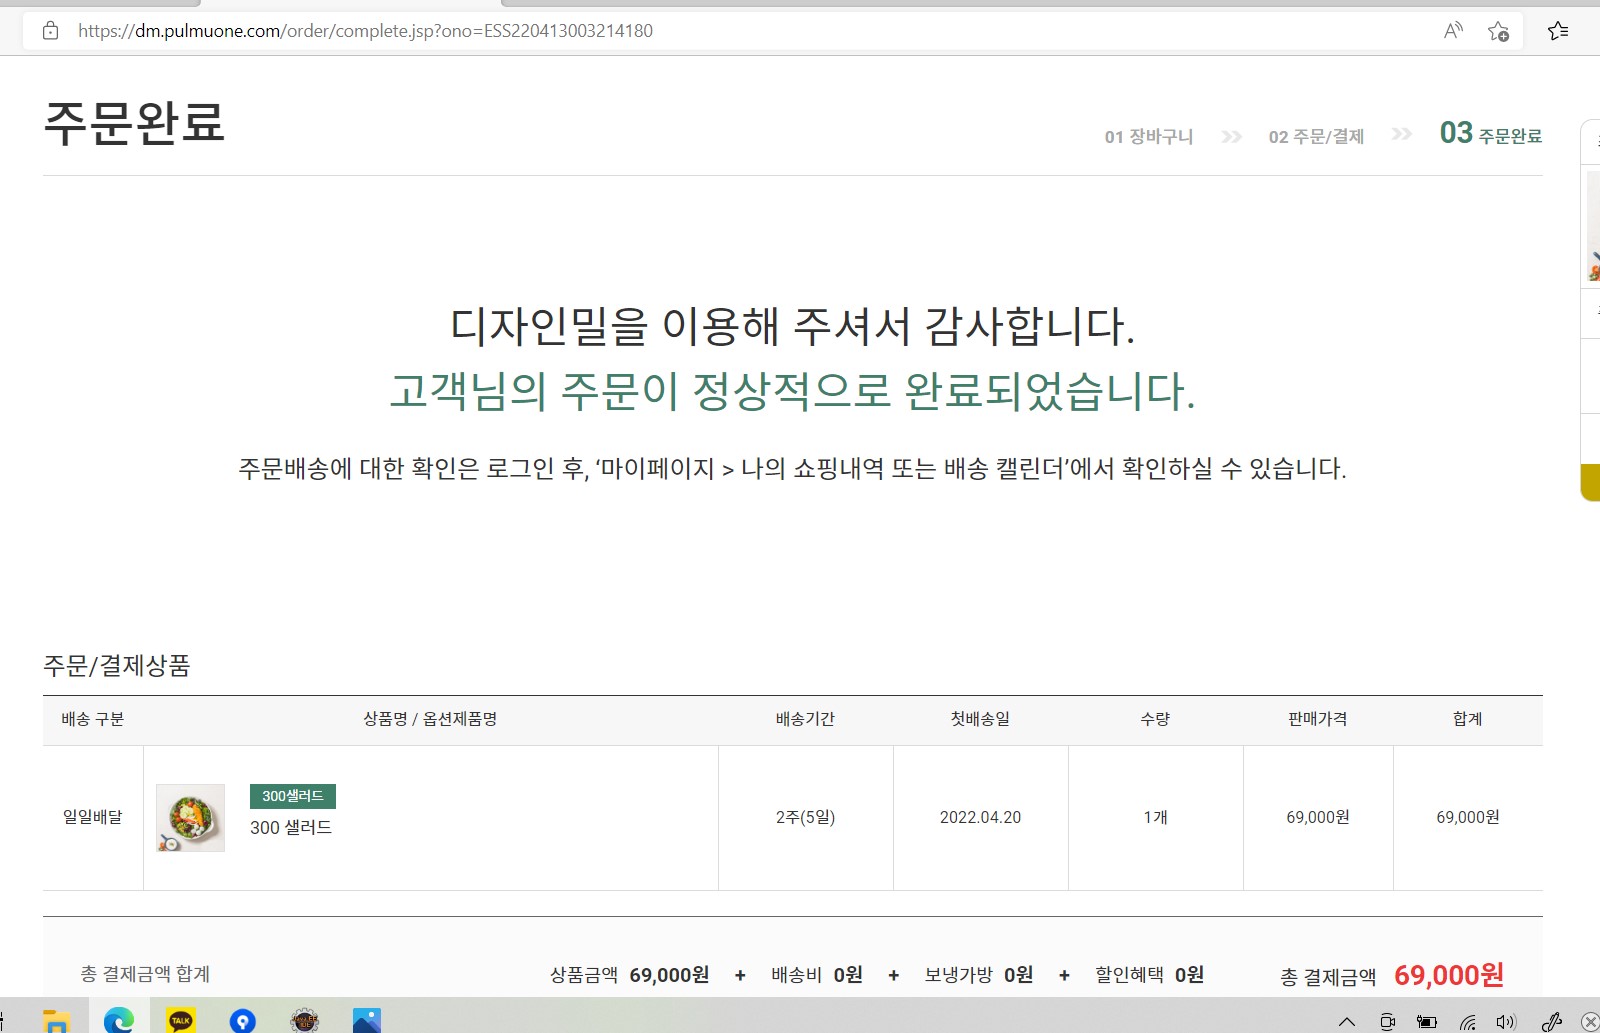 https://dm.pulmuone.com/order/complete.jsp?ono=ESS220413003214180
주문완료
01 장바구니 02 주문/결제 03 주문완료
디자인밀을 이용해 주셔서 감사합니다.
고객님의 주문이 정상적으로 완료되었습니다.
주문배송에 대한 확인은 로그인 후, ‘마이페이지 > 나의 쇼핑내역 또는 배송 캘린더’에서 확인하실 수 있습니다.
주문/결제상품
배송 구분 상품명 / 옵션제품명 배송기간 첫배송일 수량 판매가격 합계
300샐러드
일일배달 300 샐러드 2주(5일) 2022.04.20 1개 69,000원 69,000원
총 결제금액 합계 상품금액 69,000원 + 배송비 0원 + 보냉가방 0원 + 할인혜택 0원 총 결제금액 69,000원
TALK